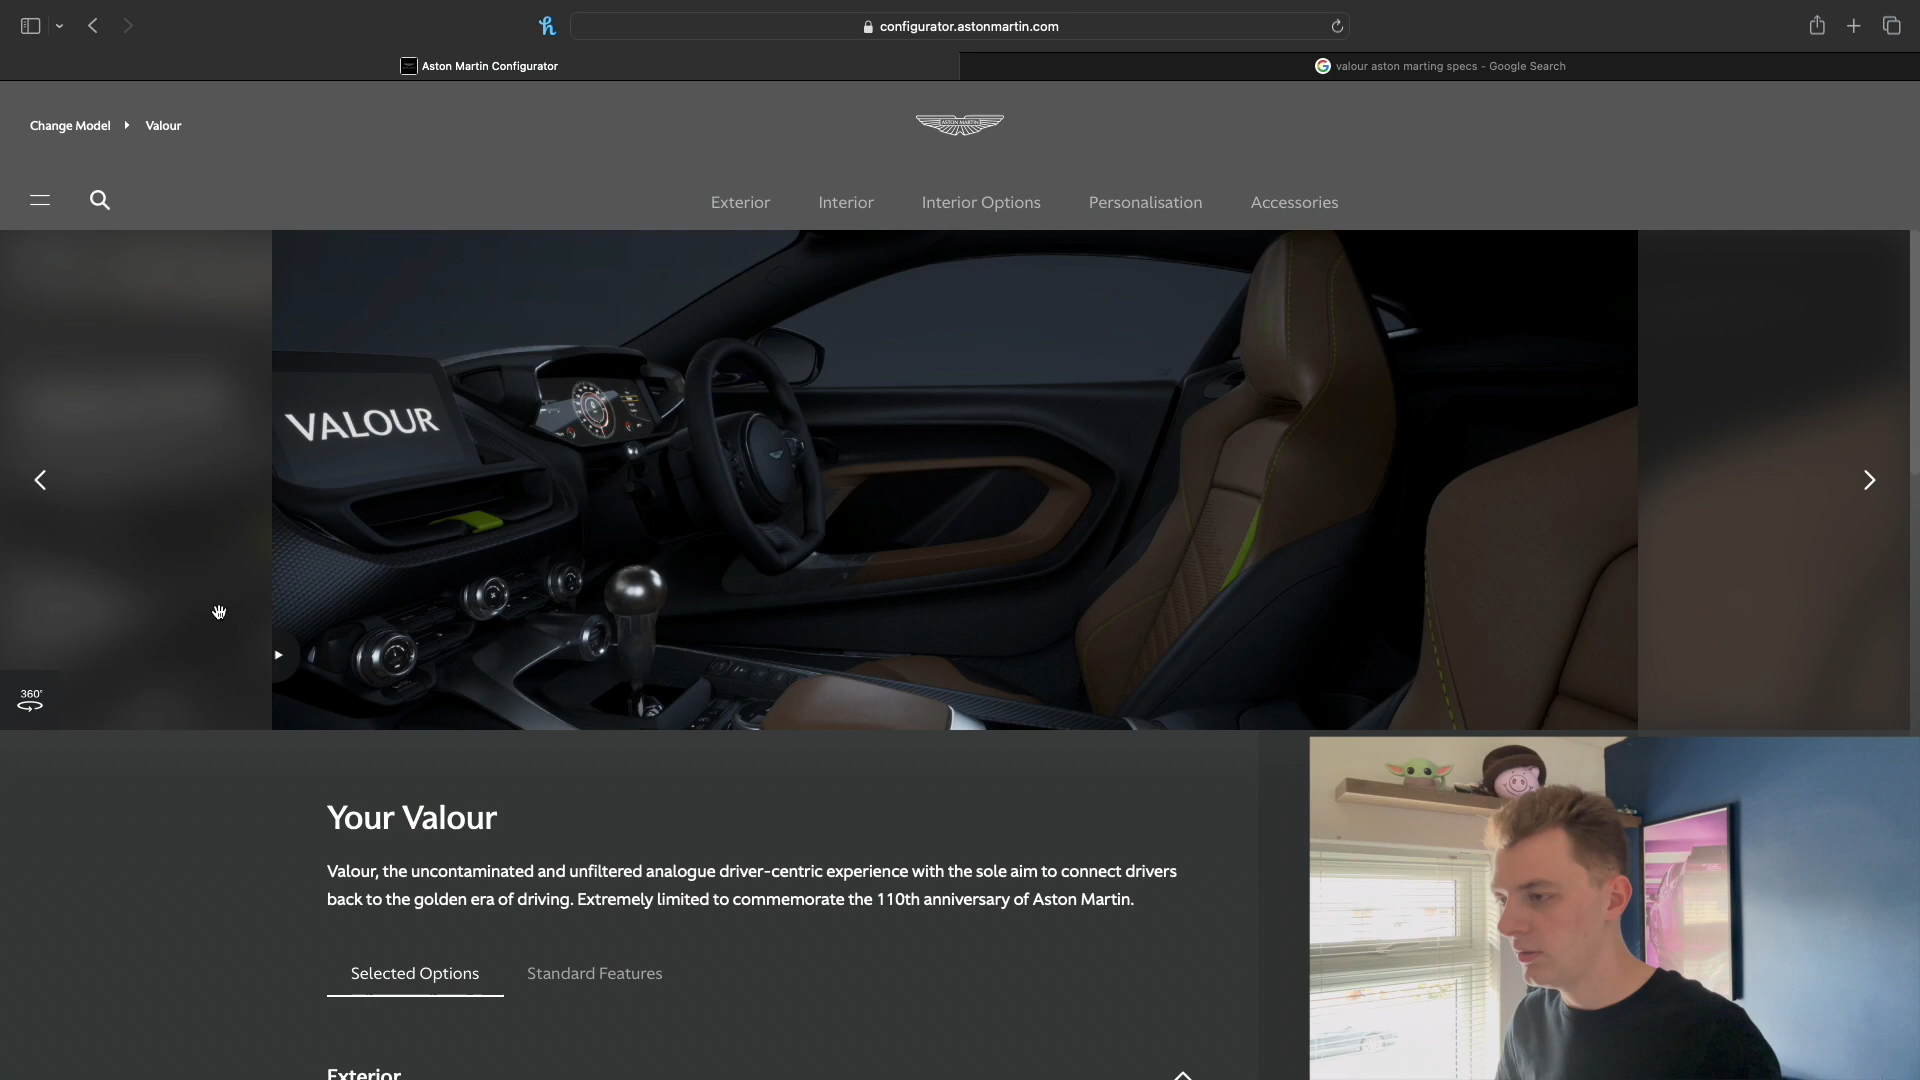 configurator.astonmartin.com
Aston Martin Configurator
valour aston marting specs - Google Search
Change Model
Valour
ASTON MARTIN
Exterior
Interior
Interior Options
Personalisation
Accessories
VALOUR
360°
Your Valour
Valour, the uncontaminated and unfiltered analogue driver-centric experience with the sole aim to connect drivers
back to the golden era of driving. Extremely limited to commemorate the 110th anniversary of Aston Martin.
Selected Options
Standard Features
Exterior